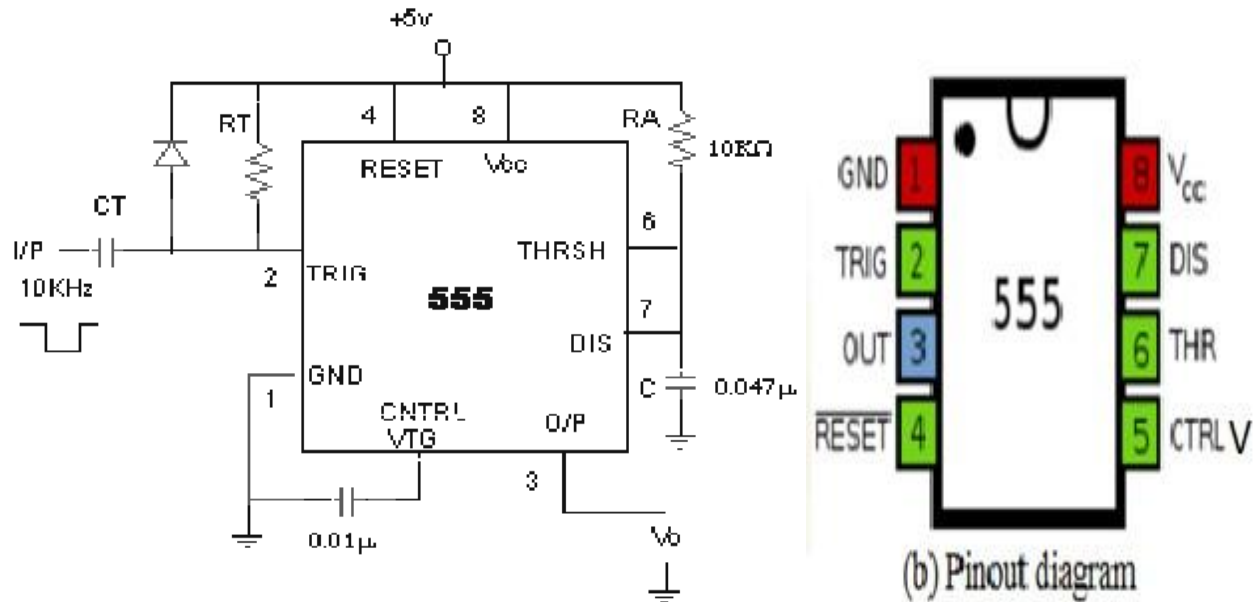 +5v
RT
4
8
RA
10KΩ
RESET
Vcc
CT
I/P
10KHz
2
TRIG
THRSH
6
555
7
DIS
GND
1
CNTRL
VTG
O/P
C
0.047μ
3
0.01μ
Vo
GND 1
8 Vcc
TRIG 2
7 DIS
555
OUT 3
6 THR
RESET 4
5 CTRL V
(b) Pinout diagram